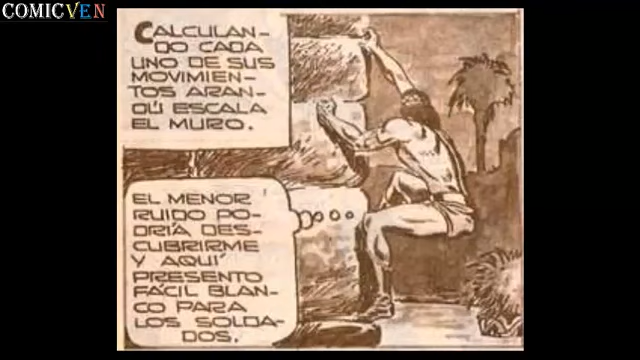 COMICVEN
CALCULAN-
DO CADA
UNO DE SUS
MOVIMIEN-
TOS ARAN-
DÚ ESCALA
EL MURO.
EL MENOR
RUIDO PO-
DRÍA DES-
CUBRIRME
Y AQUÍ
PRESENTO
FÁCIL BLAN-
CO PARA
LOS SOLDA-
DOS.